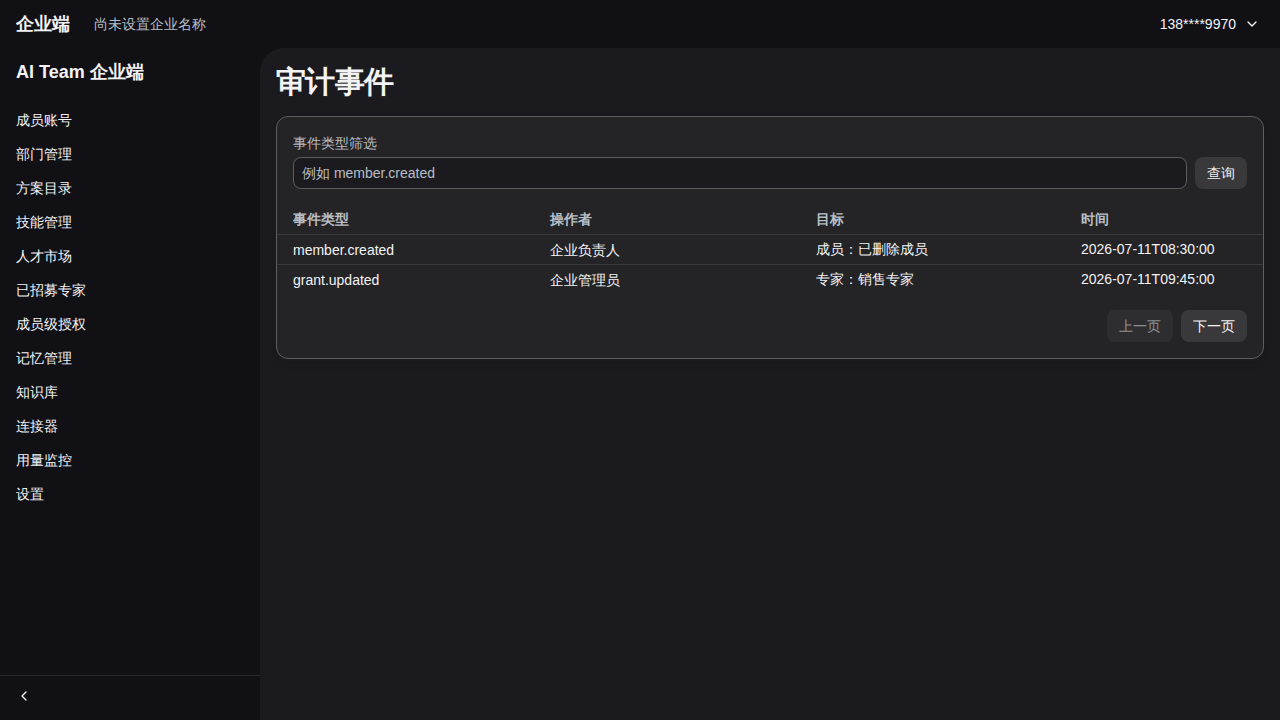 企业端 尚未设置企业名称 138****9970
AI Team 企业端
成员账号
部门管理
方案目录
技能管理
人才市场
已招募专家
成员级授权
记忆管理
知识库
连接器
用量监控
设置
审计事件
事件类型筛选
例如 member.created 查询
事件类型 操作者 目标 时间
member.created 企业负责人 成员：已删除成员 2026-07-11T08:30:00
grant.updated 企业管理员 专家：销售专家 2026-07-11T09:45:00
上一页 下一页